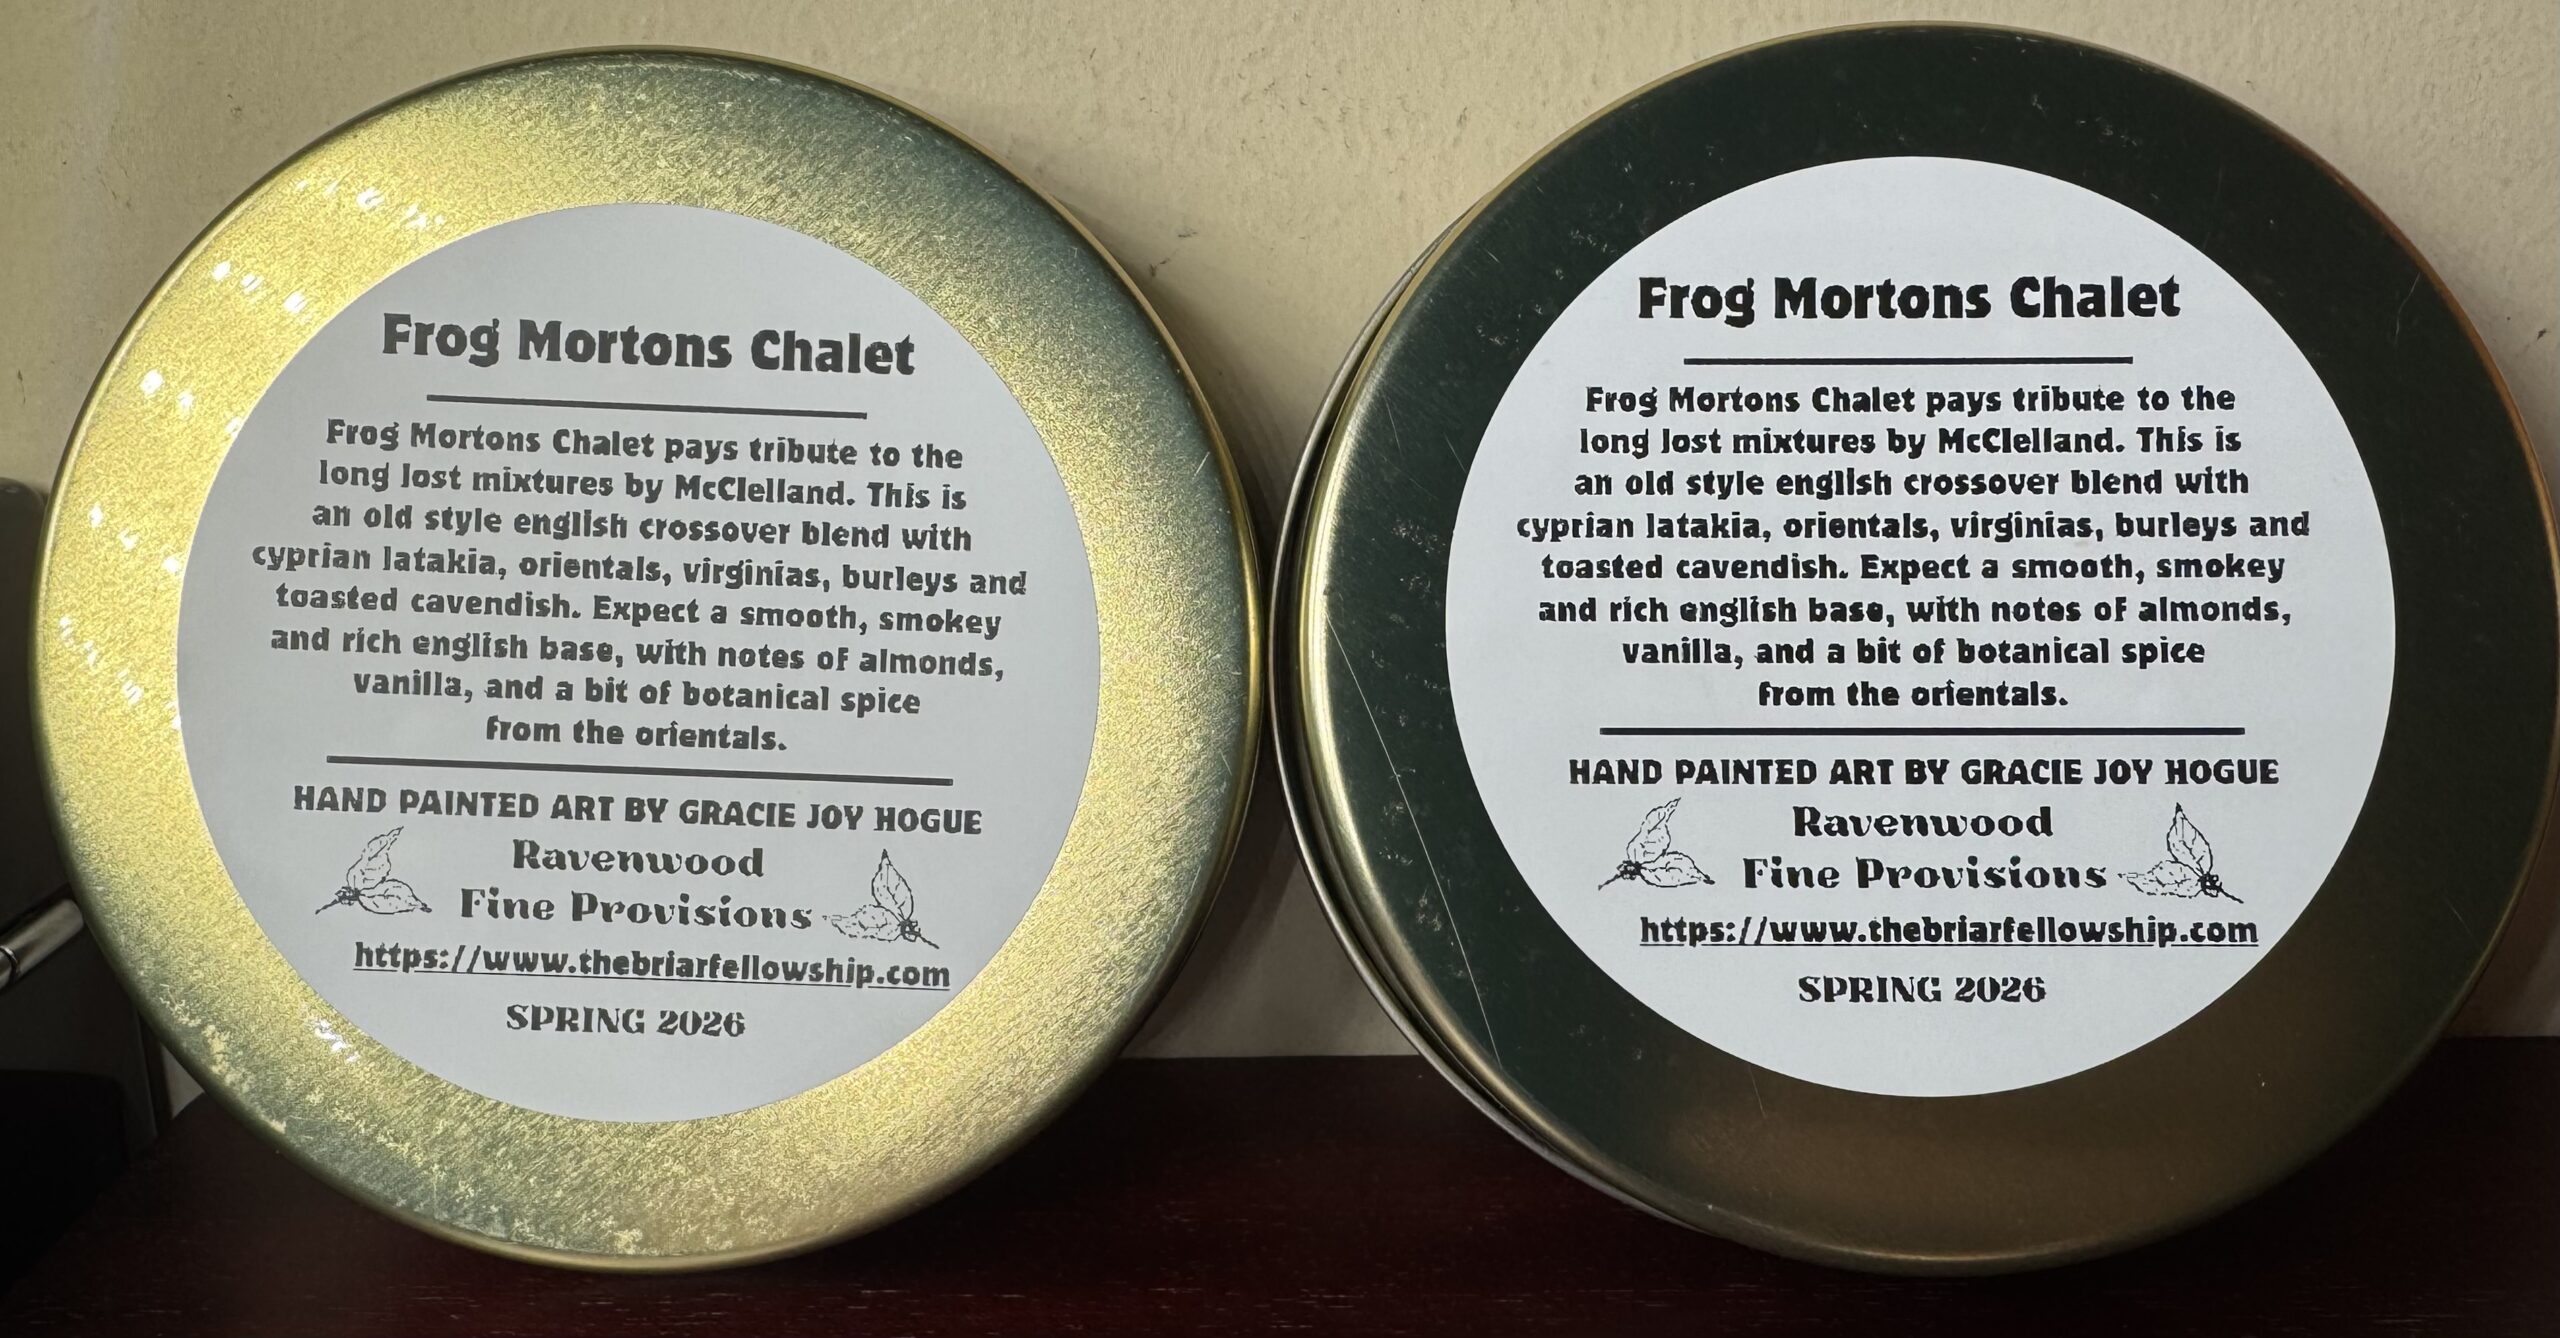 Frog Mortons Chalet
Frog Mortons Chalet pays tribute to the
long lost mixtures by McClelland. This is
an old style english crossover blend with
cyprian latakia, orientals, virginias, burleys and
toasted cavendish. Expect a smooth, smokey
and rich english base, with notes of almonds,
vanilla, and a bit of botanical spice
from the orientals.
HAND PAINTED ART BY GRACIE JOY HOGUE
Ravenwood
Fine Provisions
https://www.thebriarfellowship.com
SPRING 2026
Frog Mortons Chalet
Frog Mortons Chalet pays tribute to the
long lost mixtures by McClelland. This is
an old style english crossover blend with
cyprian latakia, orientals, virginias, burleys and
toasted cavendish. Expect a smooth, smokey
and rich english base, with notes of almonds,
vanilla, and a bit of botanical spice
from the orientals.
HAND PAINTED ART BY GRACIE JOY HOGUE
Ravenwood
Fine Provisions
https://www.thebriarfellowship.com
SPRING 2026